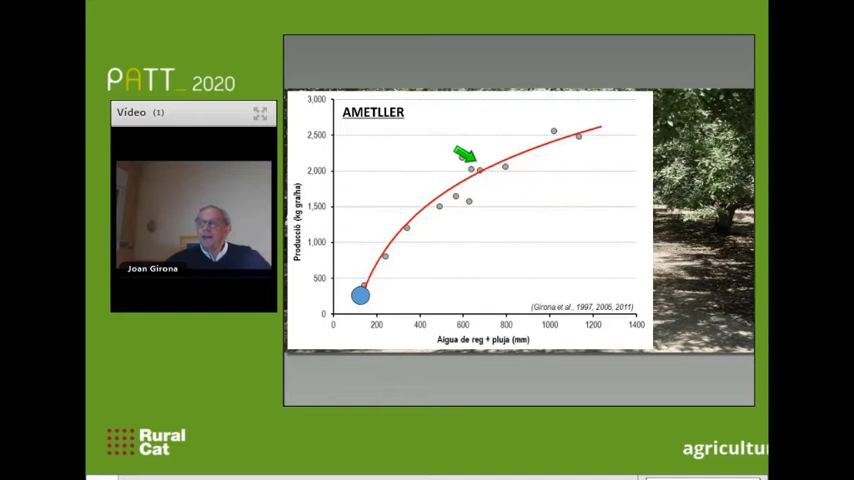 PATT_ 2020
Vídeo (1)
Joan Girona
AMETLLER
3,000
2,500
2,000
1,500
1,000
500
0
Producció (kg gra/ha)
0 200 400 600 800 1000 1200 1400
Aigua de reg + pluja (mm)
(Girona et al., 1997, 2005, 2011)
Rural
Cat
agricultu